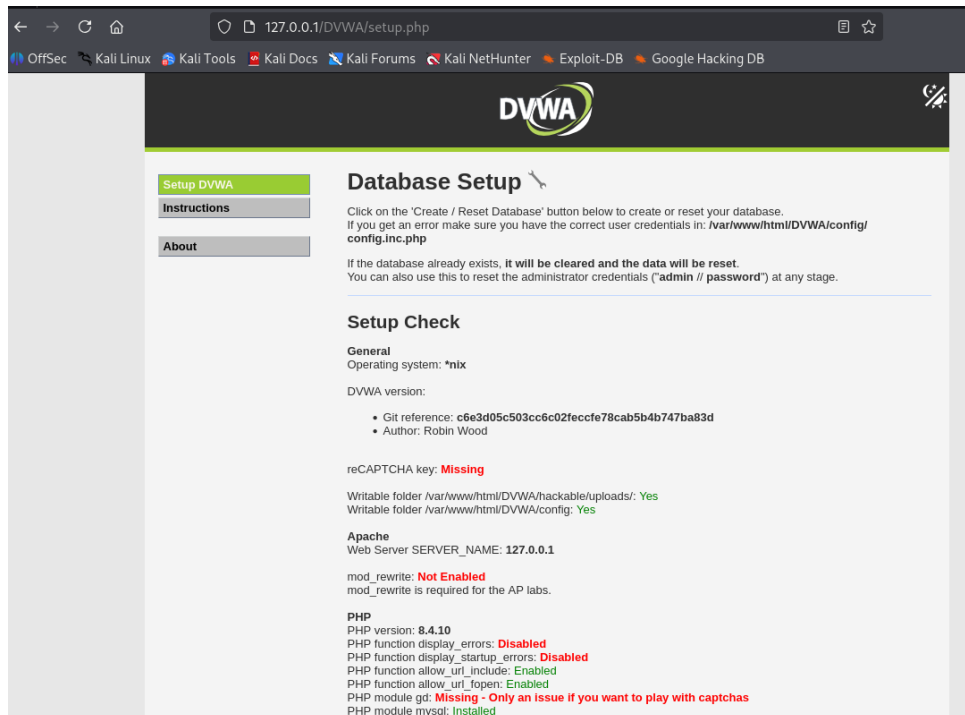 127.0.0.1/DVWA/setup.php
OffSec Kali Linux Kali Tools Kali Docs Kali Forums Kali NetHunter Exploit-DB Google Hacking DB
DVWA
Setup DVWA
Instructions
About
Database Setup
Click on the 'Create / Reset Database' button below to create or reset your database.
If you get an error make sure you have the correct user credentials in: /var/www/html/DVWA/config/
config.inc.php
If the database already exists, it will be cleared and the data will be reset.
You can also use this to reset the administrator credentials ("admin // password") at any stage.
Setup Check
General
Operating system: *nix
DVWA version:
• Git reference: c6e3d05c503cc6c02feccfe78cab5b4b747ba83d
• Author: Robin Wood
reCAPTCHA key: Missing
Writable folder /var/www/html/DVWA/hackable/uploads/: Yes
Writable folder /var/www/html/DVWA/config: Yes
Apache
Web Server SERVER_NAME: 127.0.0.1
mod_rewrite: Not Enabled
mod_rewrite is required for the AP labs.
PHP
PHP version: 8.4.10
PHP function display_errors: Disabled
PHP function display_startup_errors: Disabled
PHP function allow_url_include: Enabled
PHP function allow_url_fopen: Enabled
PHP module gd: Missing - Only an issue if you want to play with captchas
PHP module mysql: Installed